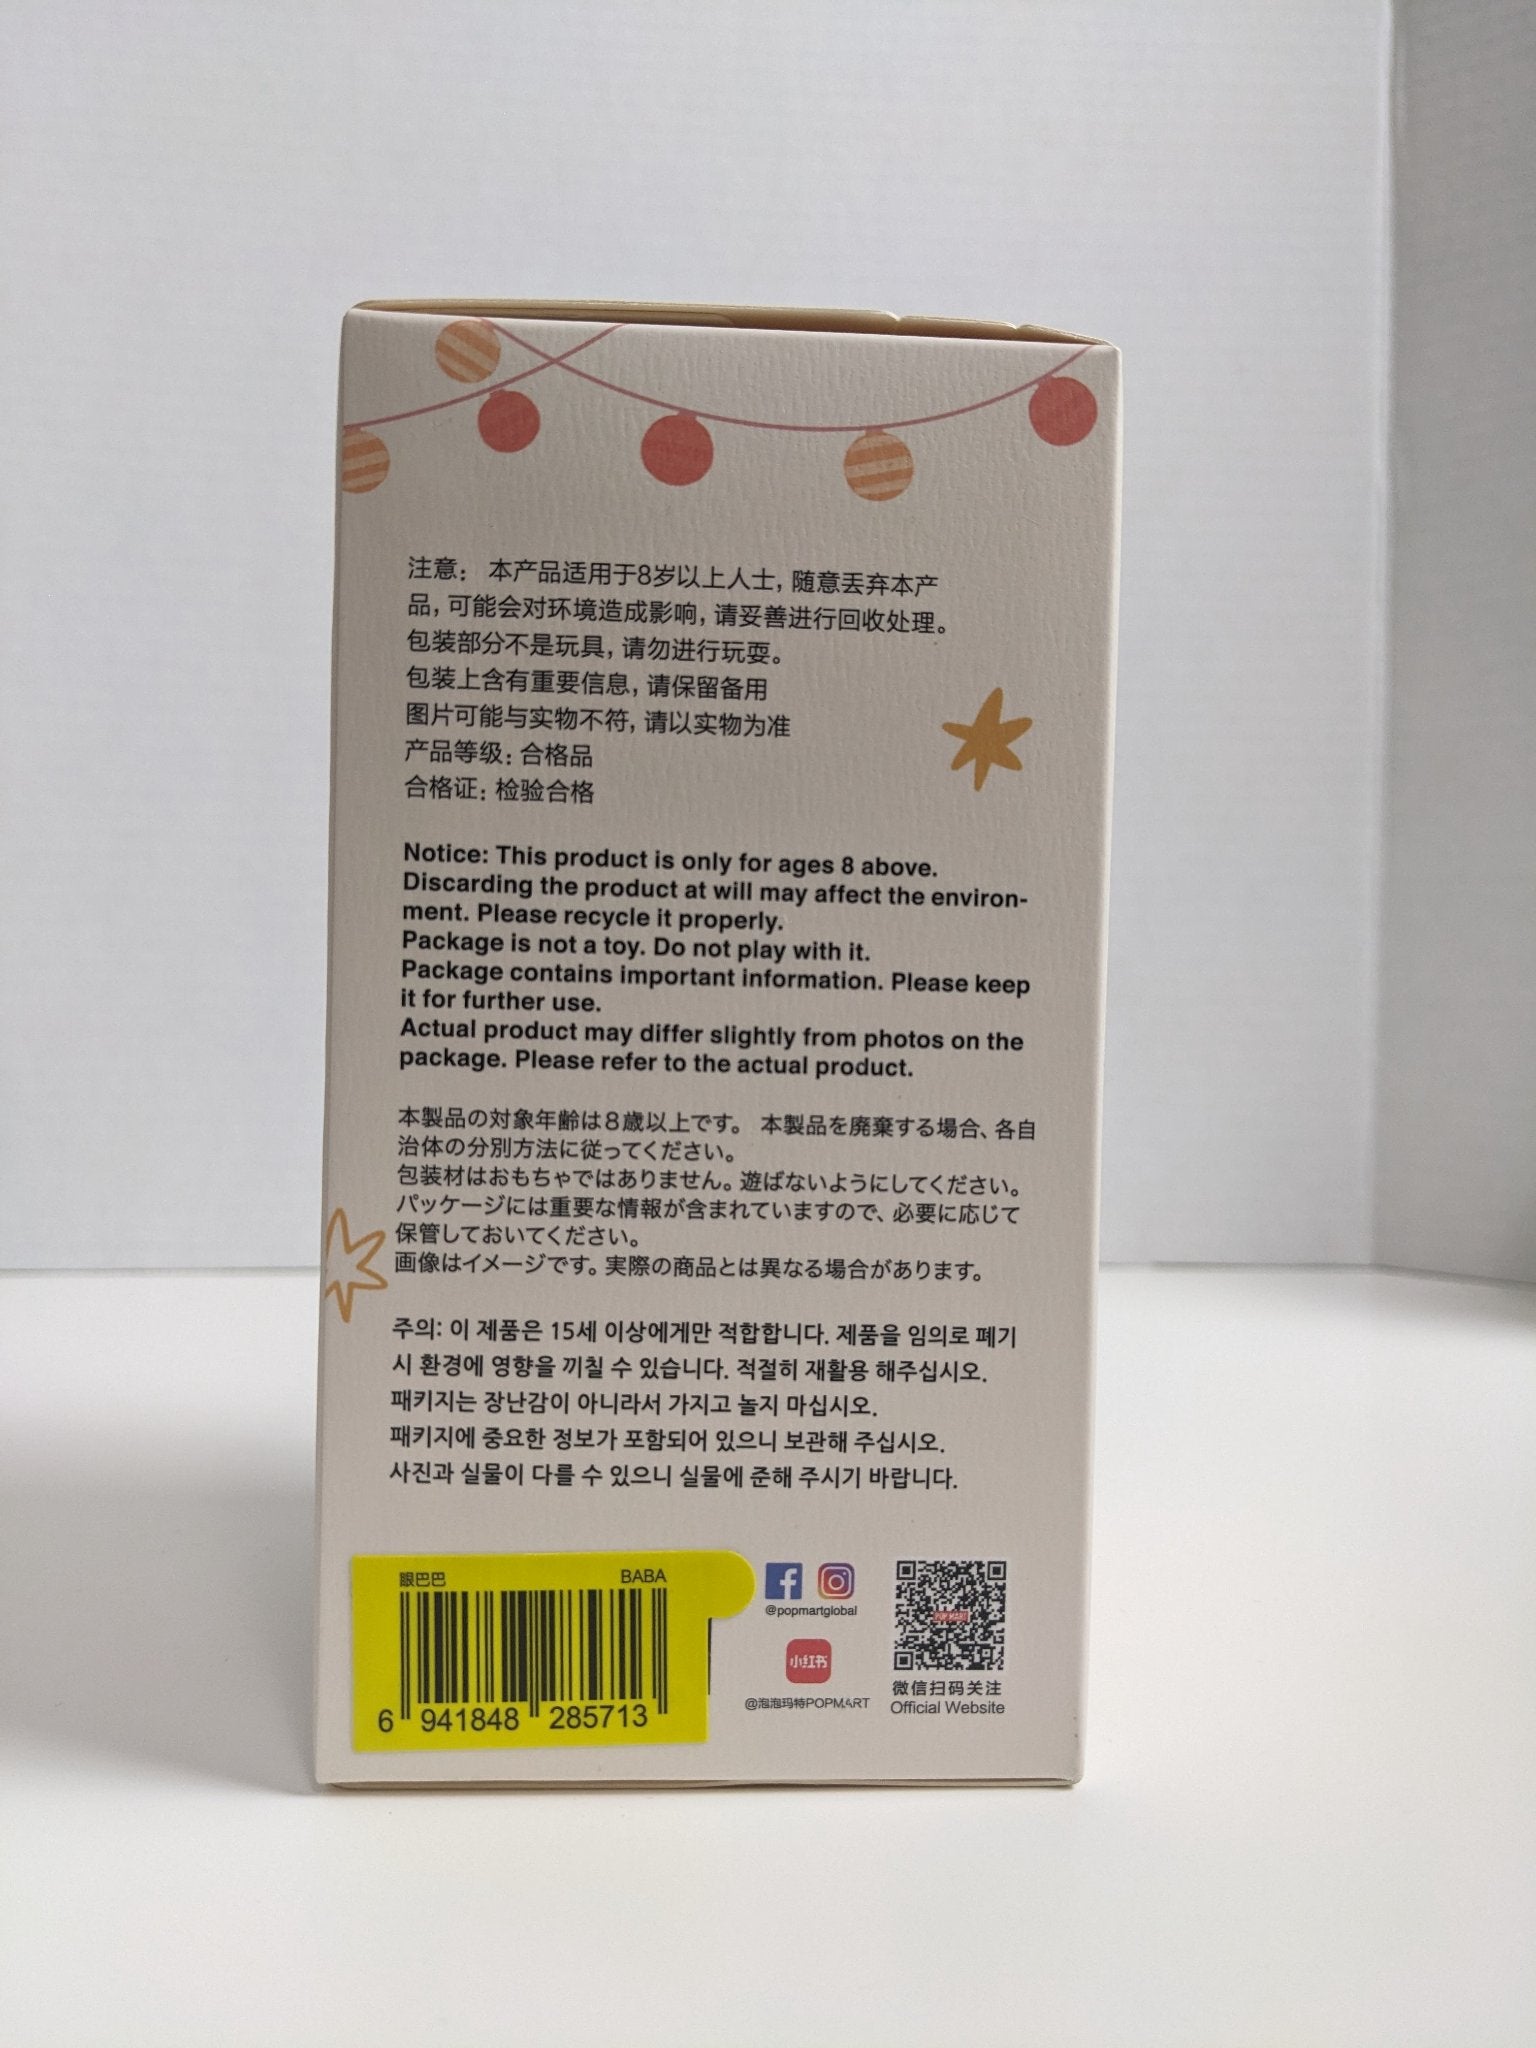 注意： 本产品适用于8岁以上人士，随意丢弃本产
品，可能会对环境造成影响，请妥善进行回收处理。
包装部分不是玩具，请勿进行玩耍。
包装上含有重要信息，请保留备用
图片可能与实物不符，请以实物为准
产品等级：合格品
合格证：检验合格
Notice: This product is only for ages 8 above.
Discarding the product at will may affect the environ-
ment. Please recycle it properly.
Package is not a toy. Do not play with it.
Package contains important information. Please keep
it for further use.
Actual product may differ slightly from photos on the
package. Please refer to the actual product.
本製品の対象年齢は８歳以上です。 本製品を廃棄する場合、各自
治体の分別方法に従ってください。
包装材はおもちゃではありません。遊ばないようにしてください。
パッケージには重要な情報が含まれていますので、必要に応じて
保管しておいてください。
画像はイメージです。実際の商品とは異なる場合があります。
주의: 이 제품은 15세 이상에게만 적합합니다. 제품을 임의로 폐기
시 환경에 영향을 끼칠 수 있습니다. 적절히 재활용 해주십시오.
패키지는 장난감이 아니라서 가지고 놀지 마십시오.
패키지에 중요한 정보가 포함되어 있으니 보관해 주십시오.
사진과 실물이 다를 수 있으니 실물에 준해 주시기 바랍니다.
眼巴巴 BABA
6 941848 285713
@popmartglobal
小红书
@泡泡玛特POPMART
POP MART
微信扫码关注
Official Website